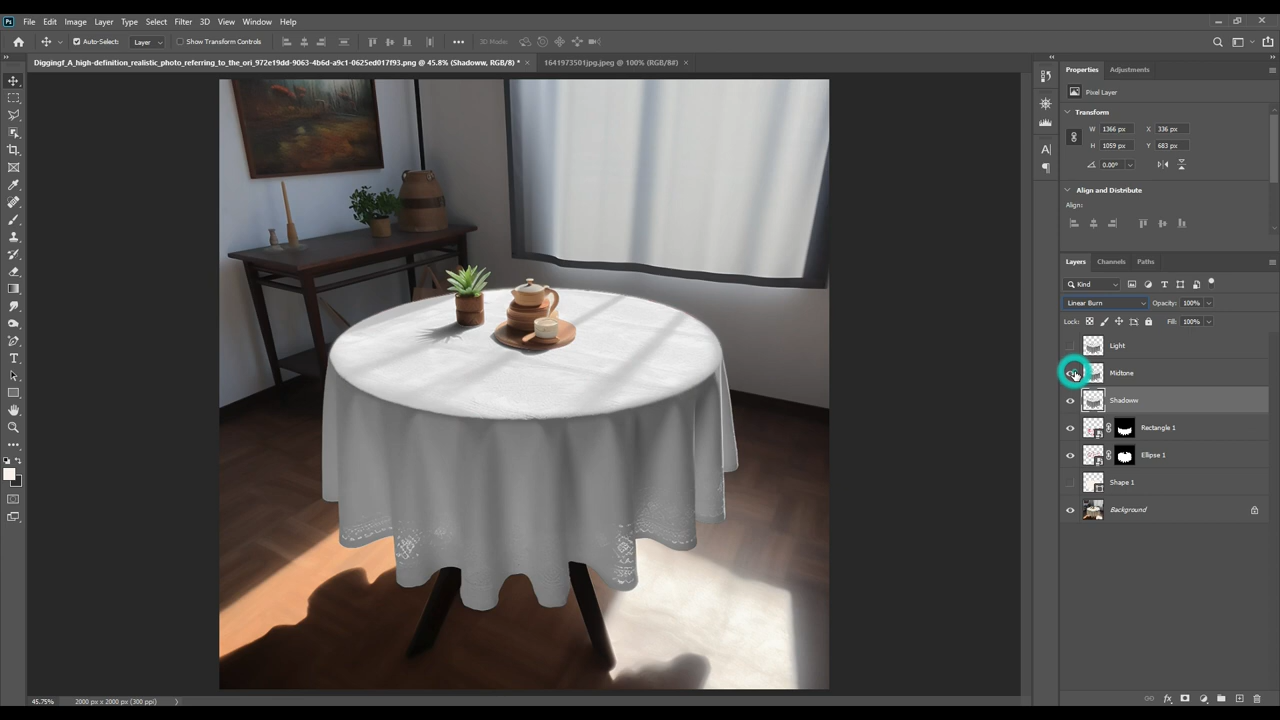 Ps File Edit Image Layer Type Select Filter 3D View Window Help
Auto-Select: Layer Show Transform Controls 3D Mode:
Diggingf_A_high-definition_realistic_photo_referring_to_the_ori_972e19dd-9063-4b6d-a9c1-0625ed017f93.png @ 45.8% (Shadoww, RGB/8) * × 1641973501jpg.jpeg @ 100% (RGB/8#) ×
Properties Adjustments
Pixel Layer
Transform
W 1366 px X 336 px
H 1059 px Y 683 px
0.00°
Align and Distribute
Align:
Layers Channels Paths
Kind
Linear Burn Opacity: 100%
Lock: Fill: 100%
Light
Midtone
Shadoww
Rectangle 1
Ellipse 1
Shape 1
Background
45.75% 2000 px x 2000 px (300 ppi)